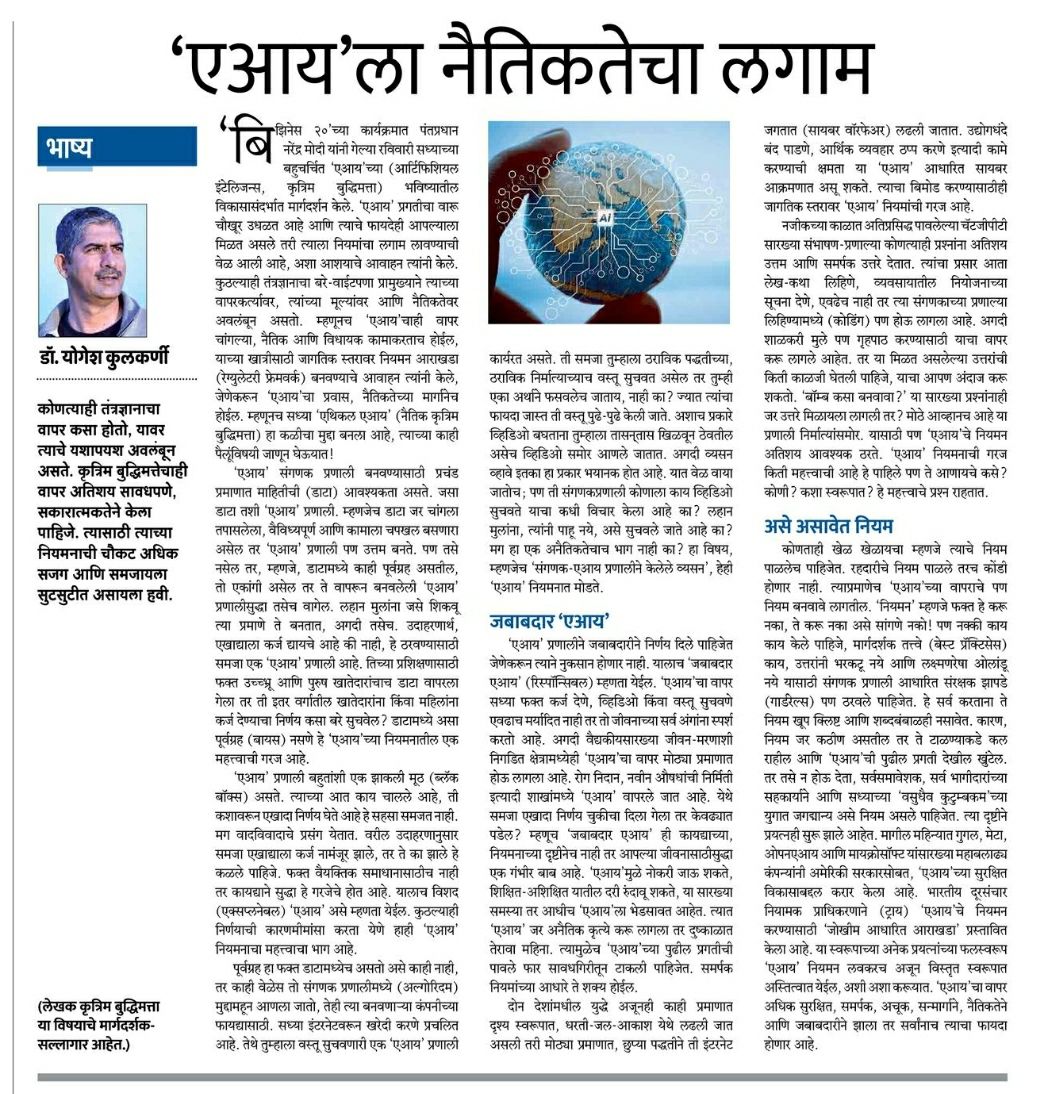 ‘एआय’ला नैतिकतेचा लगाम
भाष्य
डॉ. योगेश कुलकर्णी
कोणत्याही तंत्रज्ञानाचा
वापर कसा होतो, यावर
त्याचे यशापयश अवलंबून
असते. कृत्रिम बुद्धिमत्तेचाही
वापर अतिशय सावधपणे,
सकारात्मकतेने केला
पाहिजे. त्यासाठी त्याच्या
नियमनाची चौकट अधिक
सजग आणि समजायला
सुटसुटीत असायला हवी.
(लेखक कृत्रिम बुद्धिमत्ता
या विषयाचे मार्गदर्शक-
सल्लागार आहेत.)
‘बिझिनेस २०’च्या कार्यक्रमात पंतप्रधान
नरेंद्र मोदी यांनी गेल्या रविवारी सध्याच्या
बहुचर्चित ‘एआय’च्या (आर्टिफिशियल
इंटेलिजन्स, कृत्रिम बुद्धिमत्ता) भविष्यातील
विकासासंदर्भात मार्गदर्शन केले. ‘एआय’ प्रगतीचा वारू
चौखूर उधळत आहे आणि त्याचे फायदेही आपल्याला
मिळत असले तरी त्याला नियमांचा लगाम लावण्याची
वेळ आली आहे, अशा आशयाचे आवाहन त्यांनी केले.
कुठल्याही तंत्रज्ञानाचा बरे-वाईटपणा प्रामुख्याने त्याच्या
वापरकर्त्यावर, त्यांच्या मूल्यांवर आणि नैतिकतेवर
अवलंबून असतो. म्हणूनच ‘एआय’चाही वापर
चांगल्या, नैतिक आणि विधायक कामाकरताच होईल,
याच्या खात्रीसाठी जागतिक स्तरावर नियमन आराखडा
(रेग्युलेटरी फ्रेमवर्क) बनवण्याचे आवाहन त्यांनी केले,
जेणेकरून ‘एआय’चा प्रवास, नैतिकतेच्या मार्गानेच
होईल. म्हणूनच सध्या ‘एथिकल एआय’ (नैतिक कृत्रिम
बुद्धिमत्ता) हा कळीचा मुद्दा बनला आहे, त्याच्या काही
पैलूंविषयी जाणून घेऊयात!
‘एआय’ संगणक प्रणाली बनवण्यासाठी प्रचंड
प्रमाणात माहितीची (डाटा) आवश्यकता असते. जसा
डाटा तशी ‘एआय’ प्रणाली. म्हणजेच डाटा जर चांगला
तपासलेला, वैविध्यपूर्ण आणि कामाला चपखल बसणारा
असेल तर ‘एआय’ प्रणाली पण उत्तम बनते. पण तसे
नसेल तर, म्हणजे, डाटामध्ये काही पूर्वग्रह असतील,
तो एकांगी असेल तर ते वापरून बनवलेली ‘एआय’
प्रणालीसुद्धा तसेच वागेल. लहान मुलांना जसे शिकवू
त्या प्रमाणे ते बनतात, अगदी तसेच. उदाहरणार्थ,
एखाद्याला कर्ज द्यायचे आहे की नाही, हे ठरवण्यासाठी
समजा एक ‘एआय’ प्रणाली आहे. तिच्या प्रशिक्षणासाठी
फक्त उच्च्भ्रू आणि पुरुष खातेदारांचाच डाटा वापरला
गेला तर ती इतर वर्गातील खातेदारांना किंवा महिलांना
कर्ज देण्याचा निर्णय कसा बरे सुचवेल? डाटामध्ये असा
पूर्वग्रह (बायस) नसणे हे ‘एआय’च्या नियमनातील एक
महत्त्वाची गरज आहे.
‘एआय’ प्रणाली बहुतांशी एक झाकली मूठ (ब्लॅक
बॉक्स) असते. त्याच्या आत काय चालले आहे, ती
कशावरून एखादा निर्णय घेते आहे हे सहसा समजत नाही.
मग वादविवादाचे प्रसंग येतात. वरील उदाहरणानुसार
समजा एखाद्याला कर्ज नामंजूर झाले, तर ते का झाले हे
कळले पाहिजे. फक्त वैयक्तिक समाधानासाठीच नाही
तर कायद्याने सुद्धा हे गरजेचे होत आहे. यालाच विशद
(एक्सप्लनेबल) ‘एआय’ असे म्हणता येईल. कुठल्याही
निर्णयाची कारणमीमांसा करता येणे हाही ‘एआय’
नियमनाचा महत्त्वाचा भाग आहे.
पूर्वग्रह हा फक्त डाटामध्येच असतो असे काही नाही,
तर काही वेळेस तो संगणक प्रणालीमध्ये (अल्गोरिदम)
मुद्दामहून आणला जातो, तेही त्या बनवणाऱ्या कंपनीच्या
फायद्यासाठी. सध्या इंटरनेटवरून खरेदी करणे प्रचलित
आहे. तेथे तुम्हाला वस्तू सुचवणारी एक ‘एआय’ प्रणाली
Ai
कार्यरत असते. ती समजा तुम्हाला ठराविक पद्धतीच्या,
ठराविक निर्मात्याच्याच वस्तू सुचवत असेल तर तुम्ही
एका अर्थाने फसवलेच जाताय, नाही का? ज्यात त्यांचा
फायदा जास्त ती वस्तू पुढे-पुढे केली जाते. अशाच प्रकारे
व्हिडिओ बघताना तुम्हाला तासन्‌तास खिळवून ठेवतील
असेच व्हिडिओ समोर आणले जातात. अगदी व्यसन
व्हावे इतका हा प्रकार भयानक होत आहे. यात वेळ वाया
जातोच; पण ती संगणकप्रणाली कोणाला काय व्हिडिओ
सुचवते याचा कधी विचार केला आहे का? लहान
मुलांना, त्यांनी पाहू नये, असे सुचवले जाते आहे का?
मग हा एक अनैतिकतेचाच भाग नाही का? हा विषय,
म्हणजेच ‘संगणक-एआय प्रणालीने केलेले व्यसन’, हेही
‘एआय’ नियमनात मोडते.
जबाबदार ‘एआय’
‘एआय’ प्रणालीने जबाबदारीने निर्णय दिले पाहिजेत
जेणेकरून त्याने नुकसान होणार नाही. यालाच ‘जबाबदार
एआय’ (रिस्पॉन्सिबल) म्हणता येईल. ‘एआय’चा वापर
सध्या फक्त कर्ज देणे, व्हिडिओ किंवा वस्तू सुचवणे
एवढाच मर्यादित नाही तर तो जीवनाच्या सर्व अंगांना स्पर्श
करतो आहे. अगदी वैद्यकीयसारख्या जीवन-मरणाशी
निगडित क्षेत्रामध्येही ‘एआय’चा वापर मोठ्या प्रमाणात
होऊ लागला आहे. रोग निदान, नवीन औषधांची निर्मिती
इत्यादी शाखांमध्ये ‘एआय’ वापरले जात आहे. येथे
समजा एखादा निर्णय चुकीचा दिला गेला तर केवढ्यात
पडेल? म्हणूच ‘जबाबदार एआय’ ही कायद्याच्या,
नियमनाच्या दृष्टीनेच नाही तर आपल्या जीवनासाठीसुद्धा
एक गंभीर बाब आहे. ‘एआय’मुळे नोकरी जाऊ शकते,
शिक्षित-अशिक्षित यातील दरी रुंदावू शकते, या सारख्या
समस्या तर आधीच ‘एआय’ला भेडसावत आहेत. त्यात
‘एआय’ जर अनैतिक कृत्ये करू लागला तर दुष्काळात
तेरावा महिना. त्यामुळेच ‘एआय’च्या पुढील प्रगतीची
पावले फार सावधगिरीतून टाकली पाहिजेत. समर्पक
नियमांच्या आधारे ते शक्य होईल.
दोन देशांमधील युद्धे अजूनही काही प्रमाणात
दृश्य स्वरूपात, धरती-जल-आकाश येथे लढली जात
असली तरी मोठ्या प्रमाणात, छुप्या पद्धतीने ती इंटरनेट
जगतात (सायबर वॉरफेअर) लढली जातात. उद्योगधंदे
बंद पाडणे, आर्थिक व्यवहार ठप्प करणे इत्यादी कामे
करण्याची क्षमता या ‘एआय’ आधारित सायबर
आक्रमणात असू शकते. त्याचा बिमोड करण्यासाठीही
जागतिक स्तरावर ‘एआय’ नियमांची गरज आहे.
नजीकच्या काळात अतिप्रसिद्ध पावलेल्या चॅटजीपीटी
सारख्या संभाषण-प्रणाल्या कोणत्याही प्रश्नांना अतिशय
उत्तम आणि समर्पक उत्तरे देतात. त्यांचा प्रसार आता
लेख-कथा लिहिणे, व्यवसायातील नियोजनाच्या
सूचना देणे, एवढेच नाही तर त्या संगणकाच्या प्रणाल्या
लिहिण्यामध्ये (कोडिंग) पण होऊ लागला आहे. अगदी
शाळकरी मुले पण गृहपाठ करण्यासाठी याचा वापर
करू लागले आहेत. तर या मिळत असलेल्या उत्तरांची
किती काळजी घेतली पाहिजे, याचा आपण अंदाज करू
शकतो. ‘बॉम्ब कसा बनवावा?’ या सारख्या प्रश्नांनाही
जर उत्तरे मिळायला लागली तर? मोठे आव्हानच आहे या
प्रणाली निर्मात्यांसमोर. यासाठी पण ‘एआय’चे नियमन
अतिशय आवश्यक ठरते. ‘एआय’ नियमनाची गरज
किती महत्त्वाची आहे हे पाहिले पण ते आणायचे कसे?
कोणी? कशा स्वरूपात? हे महत्त्वाचे प्रश्न राहतात.
असे असावेत नियम
कोणताही खेळ खेळायचा म्हणजे त्याचे नियम
पाळलेच पाहिजेत. रहदारीचे नियम पाळले तरच कोंडी
होणार नाही. त्याप्रमाणेच ‘एआय’च्या वापराचे पण
नियम बनवावे लागतील. ‘नियमन’ म्हणजे फक्त हे करू
नका, ते करू नका असे सांगणे नको! पण नक्की काय
काय केले पाहिजे, मार्गदर्शक तत्त्वे (बेस्ट प्रॅक्टिसेस)
काय, उत्तरांनी भरकटू नये आणि लक्ष्मणरेषा ओलांडू
नये यासाठी संगणक प्रणाली आधारित संरक्षक झापडे
(गार्डरेल्स) पण ठरवले पाहिजेत. हे सर्व करताना ते
नियम खूप क्लिष्ट आणि शब्दबंबाळही नसावेत. कारण,
नियम जर कठीण असतील तर ते टाळण्याकडे कल
राहील आणि ‘एआय’ची पुढील प्रगती देखील खुंटेल.
तर तसे न होऊ देता, सर्वसमावेशक, सर्व भागीदारांच्या
सहकार्याने आणि सध्याच्या ‘वसुधैव कुटुम्बकम’च्या
युगात जगद्मान्य असे नियम असले पाहिजेत. त्या दृष्टीने
प्रयत्नही सुरू झाले आहेत. मागील महिन्यात गुगल, मेटा,
ओपनएआय आणि मायक्रोसॉफ्ट यांसारख्या महाबलाढ्य
कंपन्यांनी अमेरिकी सरकारसोबत, ‘एआय’च्या सुरक्षित
विकासाबद्दल करार केला आहे. भारतीय दूरसंचार
नियामक प्राधिकरणाने (ट्राय) ‘एआय’चे नियमन
करण्यासाठी ‘जोखीम आधारित आराखडा’ प्रस्तावित
केला आहे. या स्वरूपाच्या अनेक प्रयत्नांच्या फलस्वरूप
‘एआय’ नियमन लवकरच अजून विस्तृत स्वरूपात
अस्तित्वात येईल, अशी आशा करूयात. ‘एआय’चा वापर
अधिक सुरक्षित, समर्पक, अचूक, सन्मार्गाने, नैतिकतेने
आणि जबाबदारीने झाला तर सर्वांनाच त्याचा फायदा
होणार आहे.